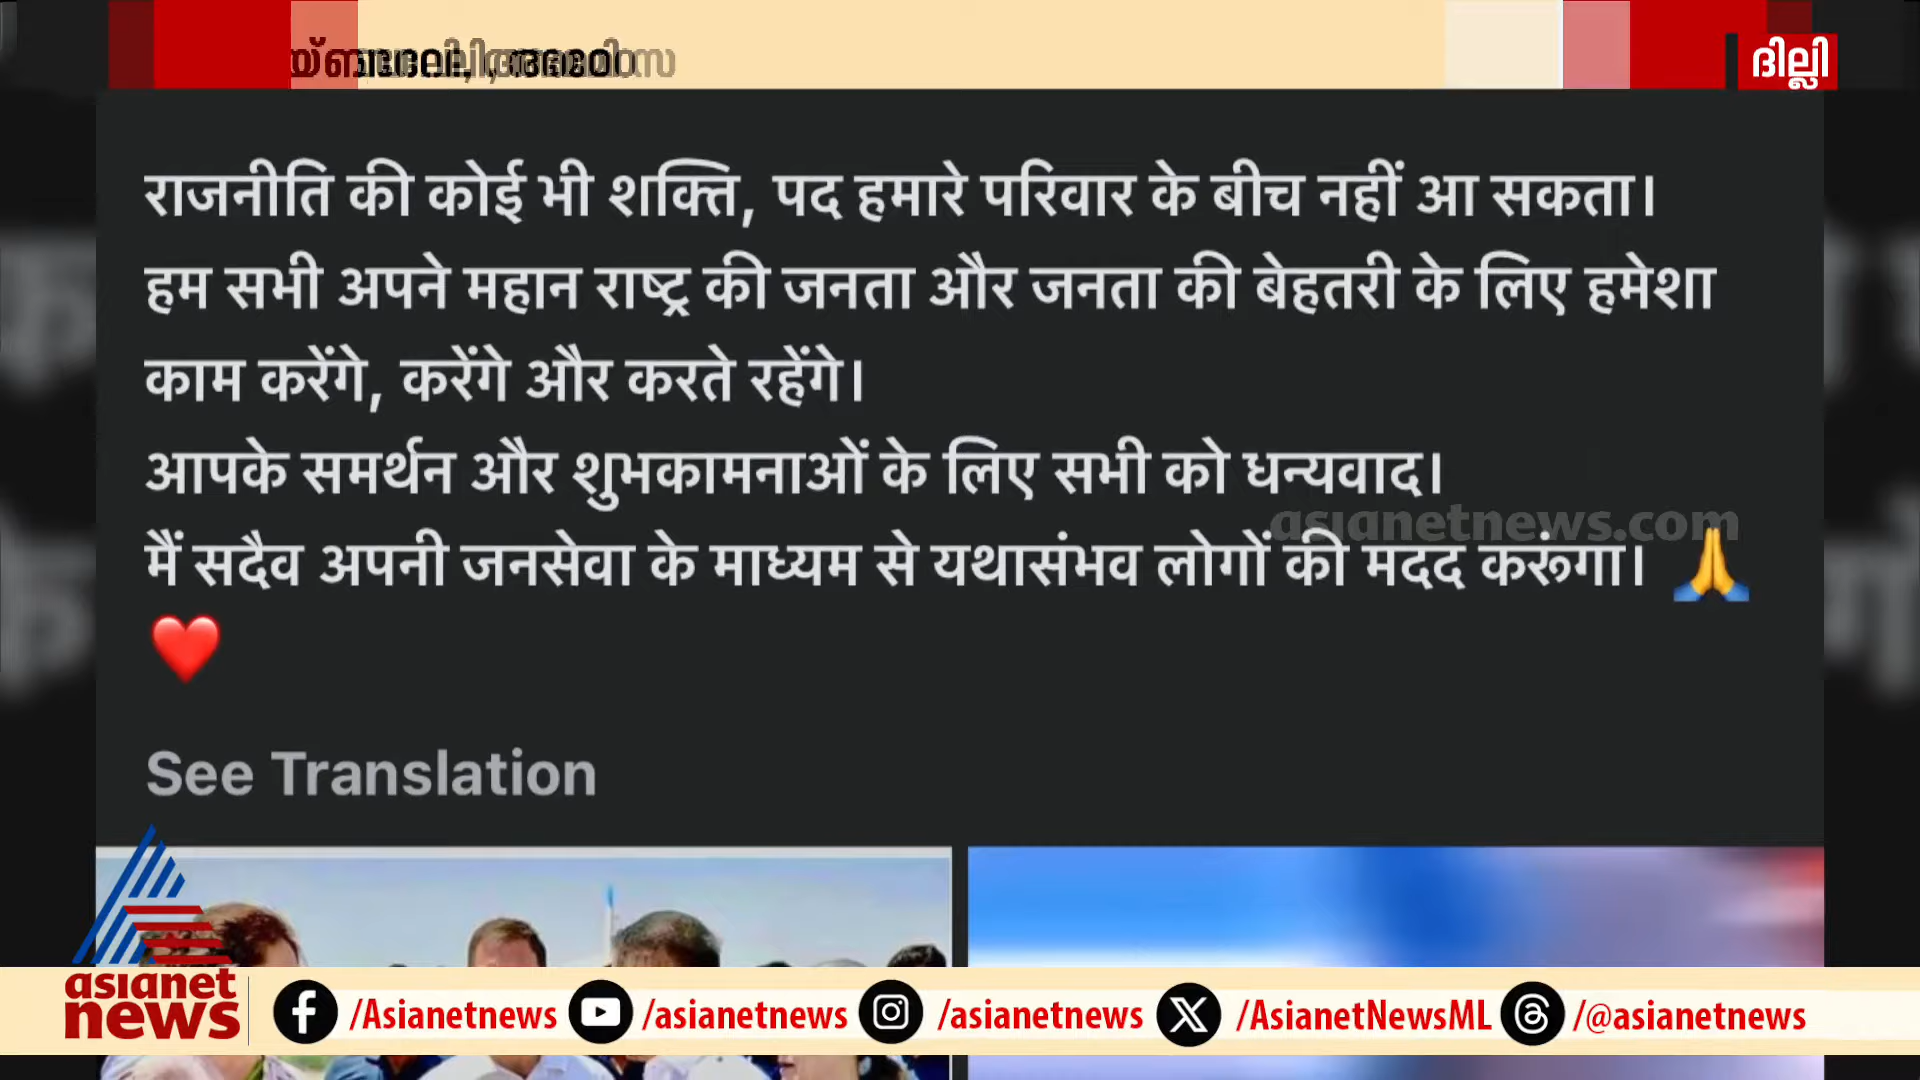 ദില്ലി
राजनीति की कोई भी शक्ति, पद हमारे परिवार के बीच नहीं आ सकता।
हम सभी अपने महान राष्ट्र की जनता और जनता की बेहतरी के लिए हमेशा
काम करेंगे, करेंगे और करते रहेंगे।
आपके समर्थन और शुभकामनाओं के लिए सभी को धन्यवाद।
asianetnews.com
मैं सदैव अपनी जनसेवा के माध्यम से यथासंभव लोगों की मदद करूंगा। 🙏
❤️
See Translation
asianet
news
/Asianetnews /asianetnews /asianetnews /AsianetNewsML /@asianetnews